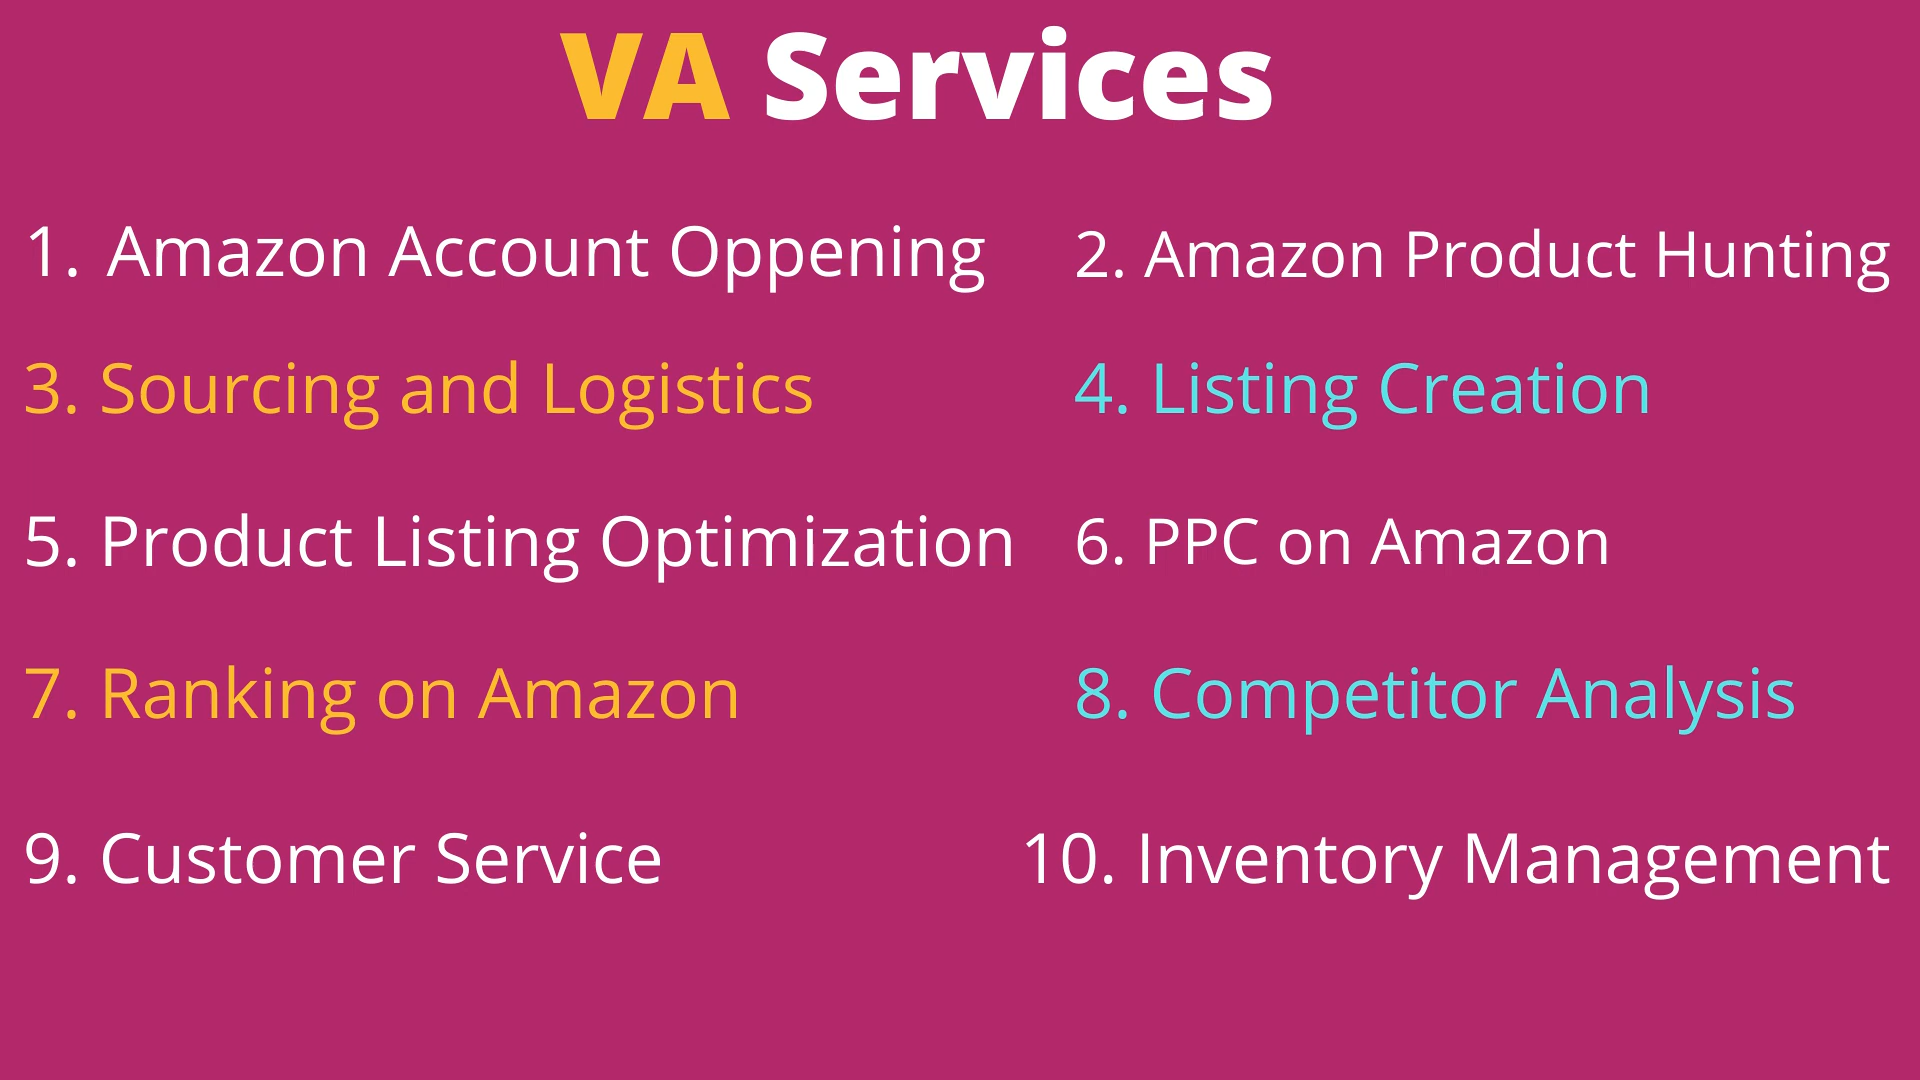 VA Services
1. Amazon Account Oppening
2. Amazon Product Hunting
3. Sourcing and Logistics
4. Listing Creation
5. Product Listing Optimization
6. PPC on Amazon
7. Ranking on Amazon
8. Competitor Analysis
9. Customer Service
10. Inventory Management